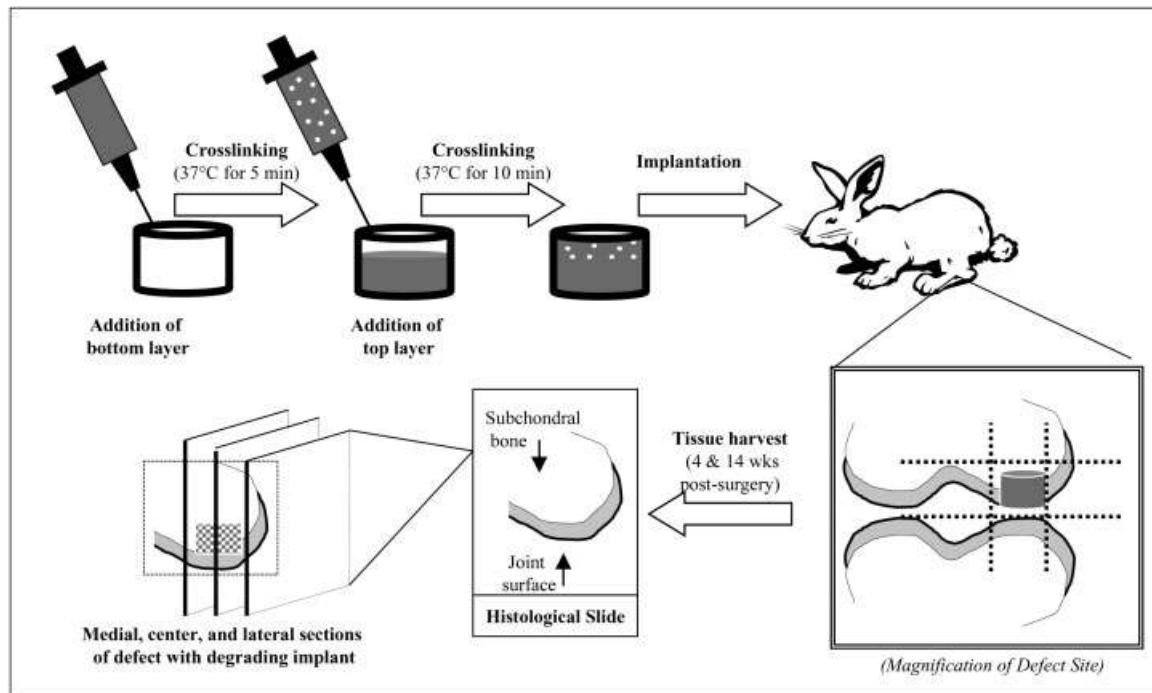 Crosslinking
(37°C for 5 min)
Crosslinking
(37°C for 10 min)
Implantation
Addition of
bottom layer
Addition of
top layer
Subchondral
bone
Joint
surface
Histological Slide
Tissue harvest
(4 & 14 wks
post-surgery)
Medial, center, and lateral sections
of defect with degrading implant
(Magnification of Defect Site)